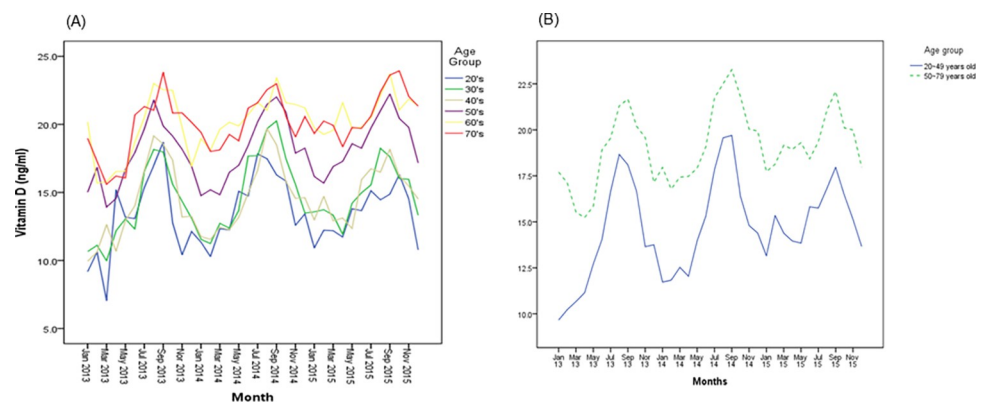 (A)
Vitamin D (ng/ml)
25.0
20.0
15.0
10.0
5.0
Jan 2013
Mar 2013
May 2013
Jul 2013
Sep 2013
Nor 2013
Jan 2014
Mar 2014
May 2014
Jul 2014
Sep 2014
Nov 2014
Jan 2015
Mar 2015
May 2015
Jul 2015
Sep 2015
Nov 2015
Month
Age
Group
20's
30's
40's
50's
60's
70's
(B)
22.5
20.0
17.5
15.0
12.5
10.0
Jan Mar May Jul Sep Nov Jan Mar May Jul Sep Nov Jan Mar May Jul Sep Nov
13 13 13 13 13 13 14 14 14 14 14 14 15 15 15 15 15 15
Months
Age group
20-49 years old
50-79 years old